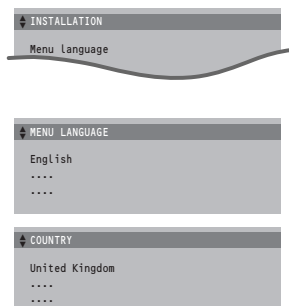 INSTALLATION
Menu language
MENU LANGUAGE
English
....
....
COUNTRY
United Kingdom
....
....